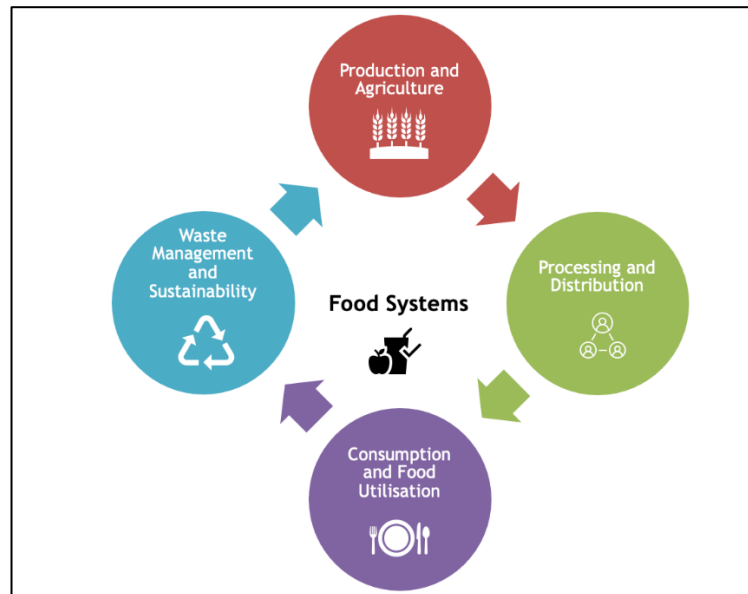 Production and
Agriculture
Waste
Management
and
Sustainability
Processing and
Distribution
Food Systems
Consumption
and Food
Utilisation